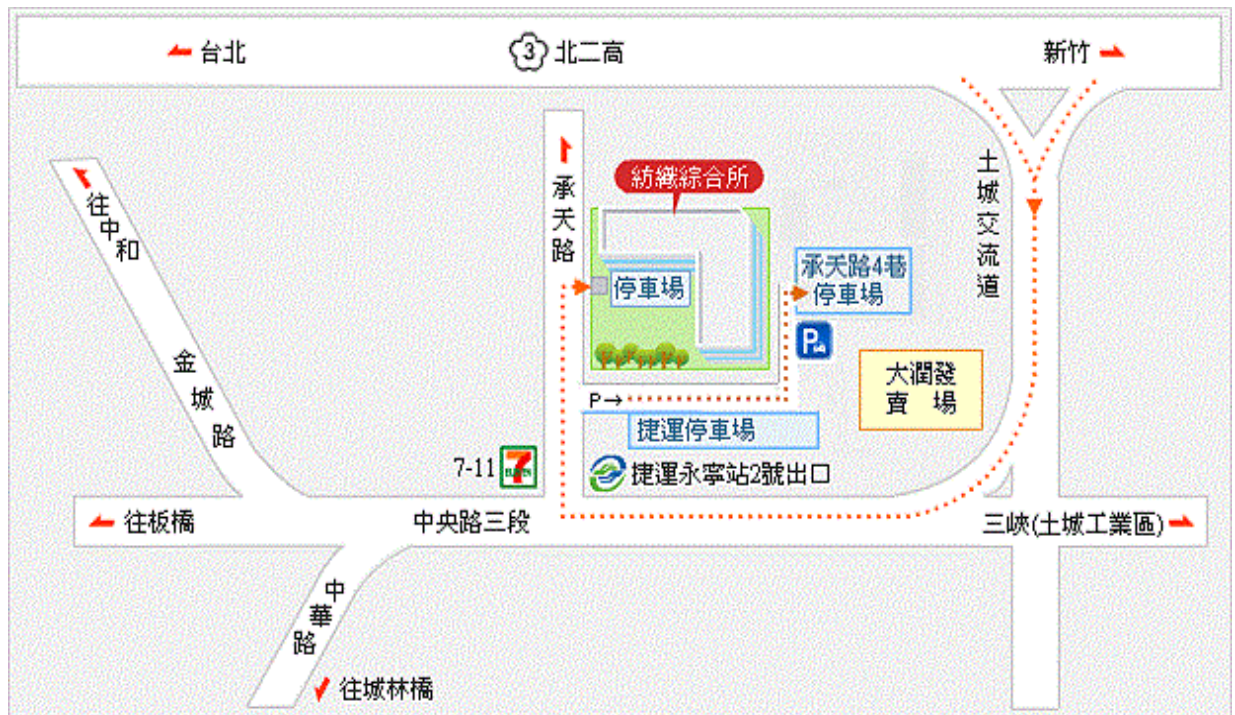 台北
3 北二高
新竹
往中和
承天路
紡織綜合所
土城交流道
停車場
承天路4巷
停車場
P
金城路
大潤發
賣 場
P→
捷運停車場
7-11
7
ELEVEN
捷運永寧站2號出口
往板橋
中央路三段
三峽(土城工業區)
中華路
往城林橋